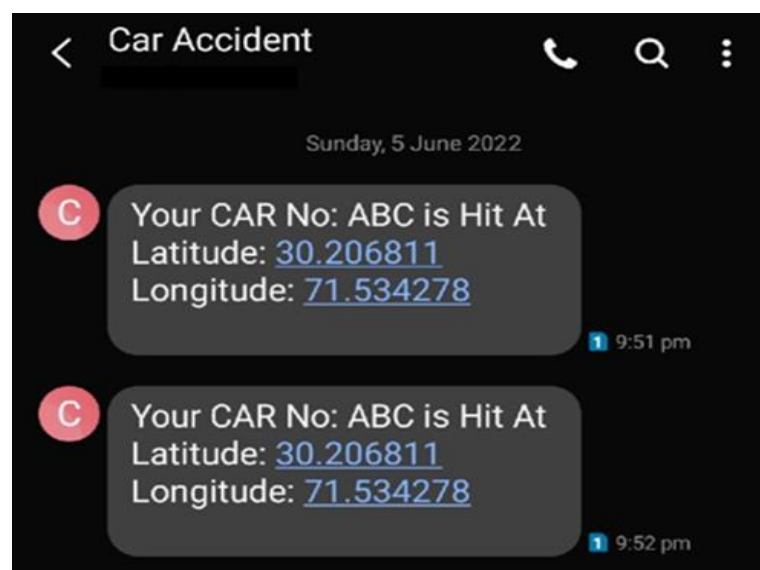 Car Accident
Sunday, 5 June 2022
C
Your CAR No: ABC is Hit At
Latitude: 30.206811
Longitude: 71.534278
1 9:51 pm
C
Your CAR No: ABC is Hit At
Latitude: 30.206811
Longitude: 71.534278
1 9:52 pm